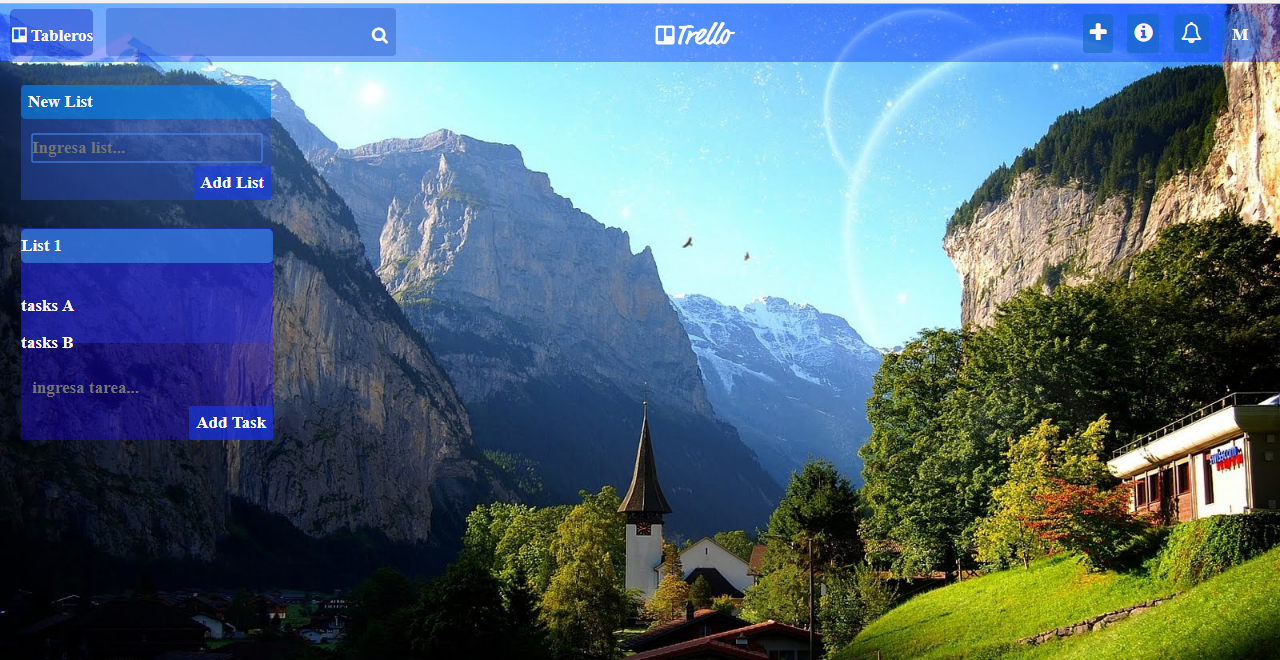 Tableros
Trello
M
New List
Ingresa list...
Add List
List 1
tasks A
tasks B
ingresa tarea...
Add Task